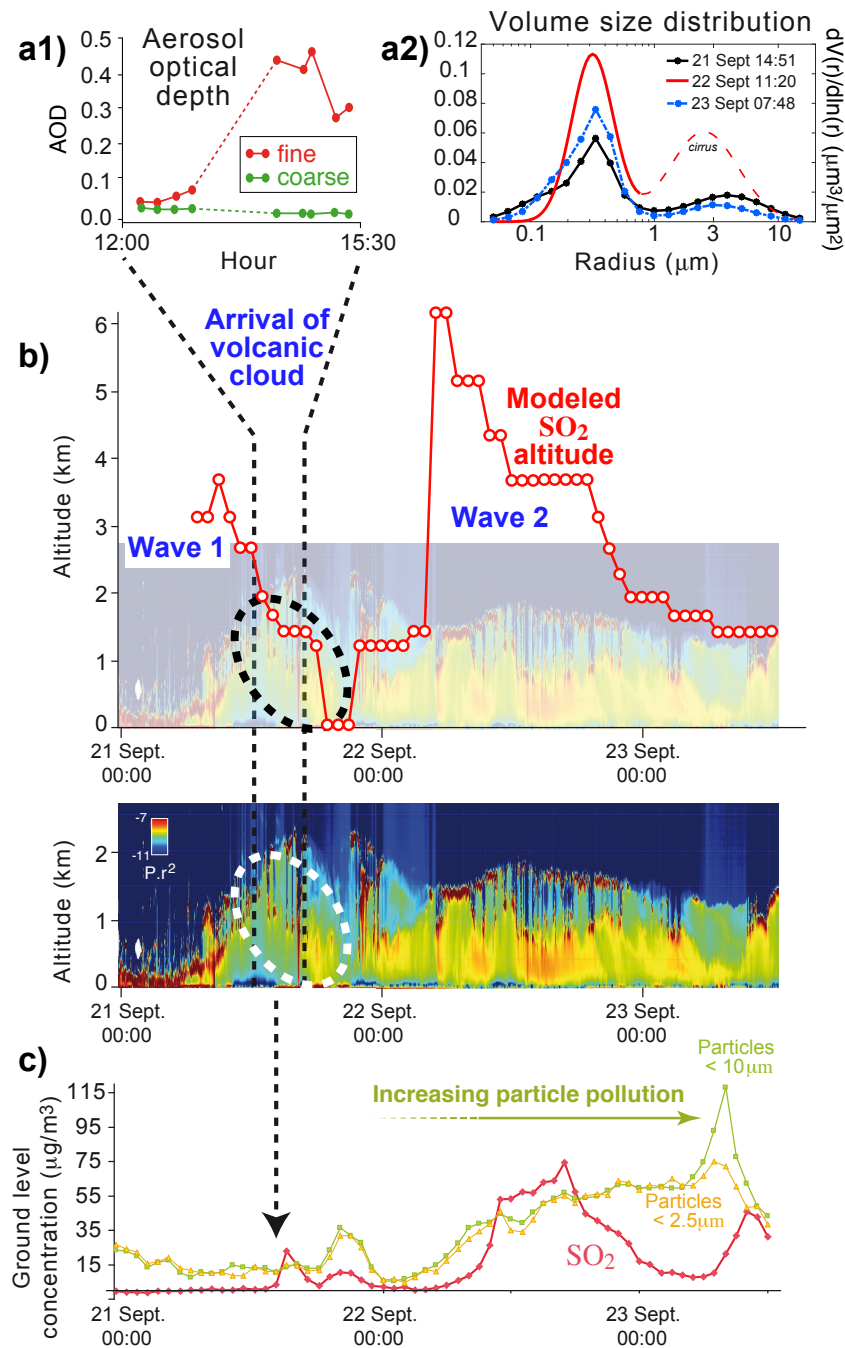 a1)
Aerosol
optical
depth
0.5
0.4
0.3
0.2
0.1
0.0
AOD
fine
coarse
12:00
15:30
Hour
a2)
Volume size distribution
0.12
0.1
0.08
0.06
0.04
0.02
0
21 Sept 14:51
22 Sept 11:20
23 Sept 07:48
cirrus
0.1
1
3
10
Radius (μm)
dV(r)/dln(r) (μm³/μm²)
b)
Arrival of
volcanic
cloud
Modeled
SO₂
altitude
Wave 1
Wave 2
6
5
4
3
2
1
0
Altitude (km)
21 Sept.
00:00
22 Sept.
00:00
23 Sept.
00:00
-7
-11
P.r²
2
1
0
Altitude (km)
21 Sept.
00:00
22 Sept.
00:00
23 Sept.
00:00
c)
Particles
< 10μm
Increasing particle pollution
115
95
75
55
35
15
Ground level
concentration (μg/m3)
Particles
< 2.5μm
SO₂
21 Sept.
00:00
22 Sept.
00:00
23 Sept.
00:00